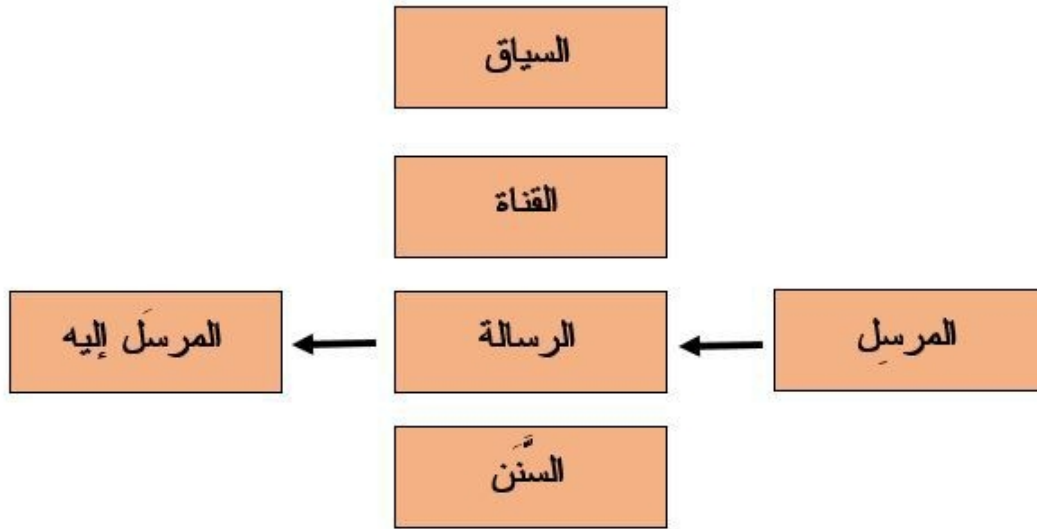 السياق
القناة
المرسِل
الرسالة
المرسَل إليه
السَّنَن